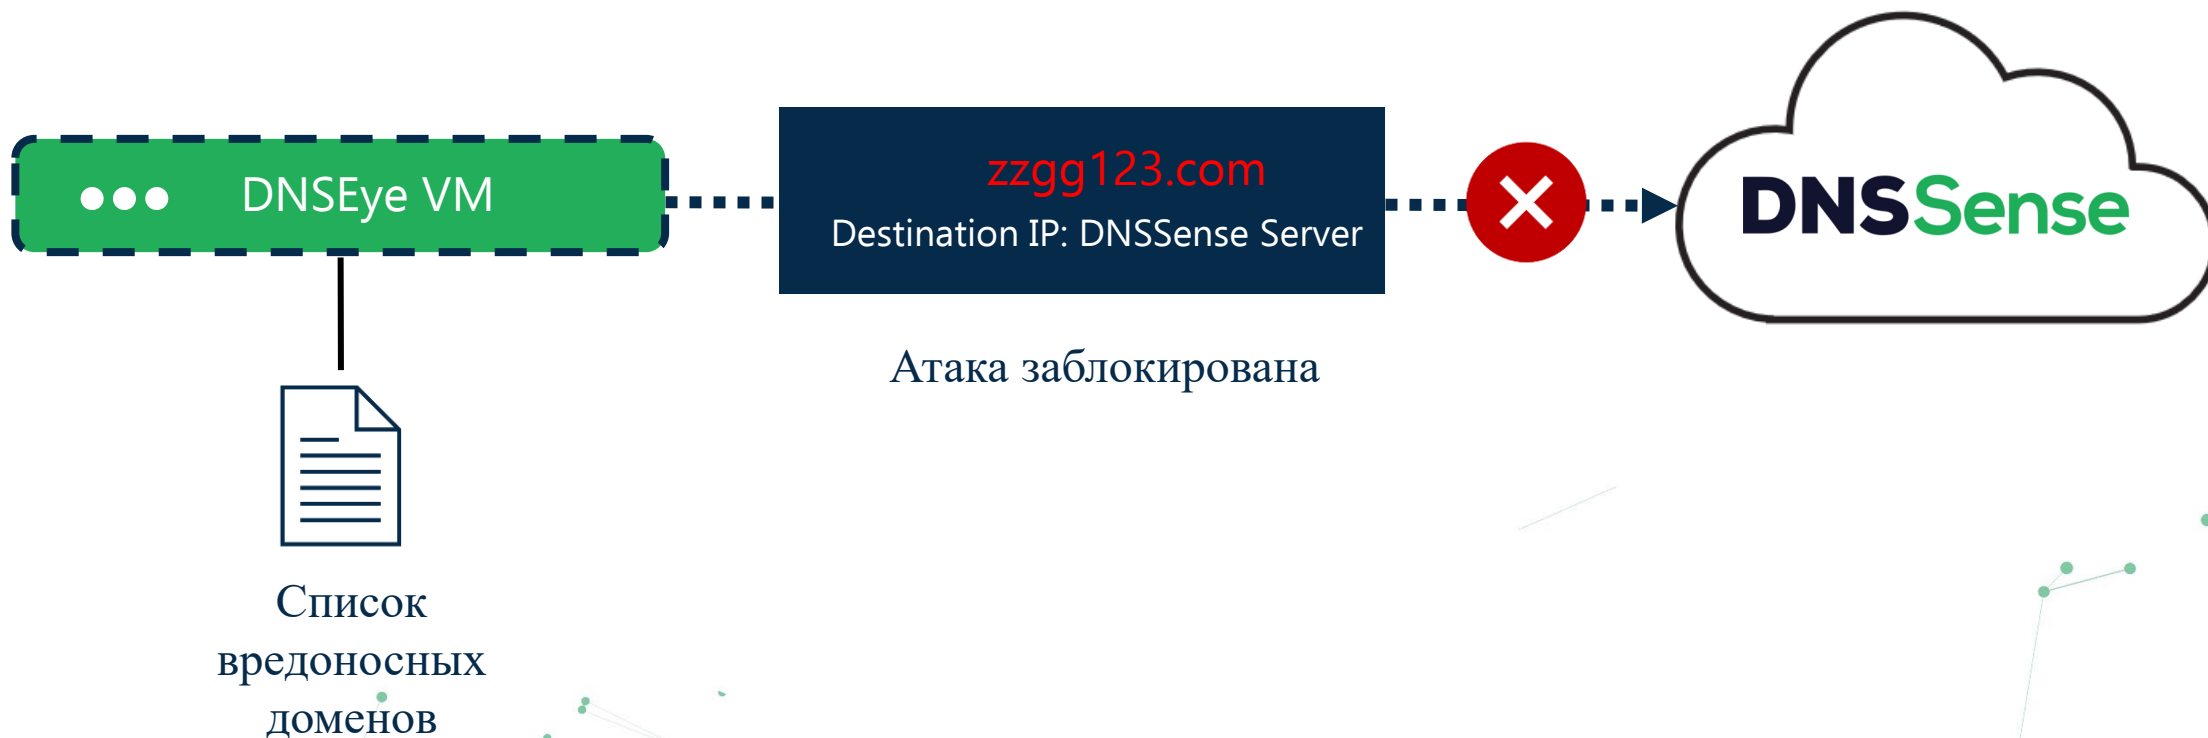 DNSEye VM
zzgg123.com
Destination IP: DNSSense Server
DNSSense
Атака заблокирована
Список
вредоносных
доменов